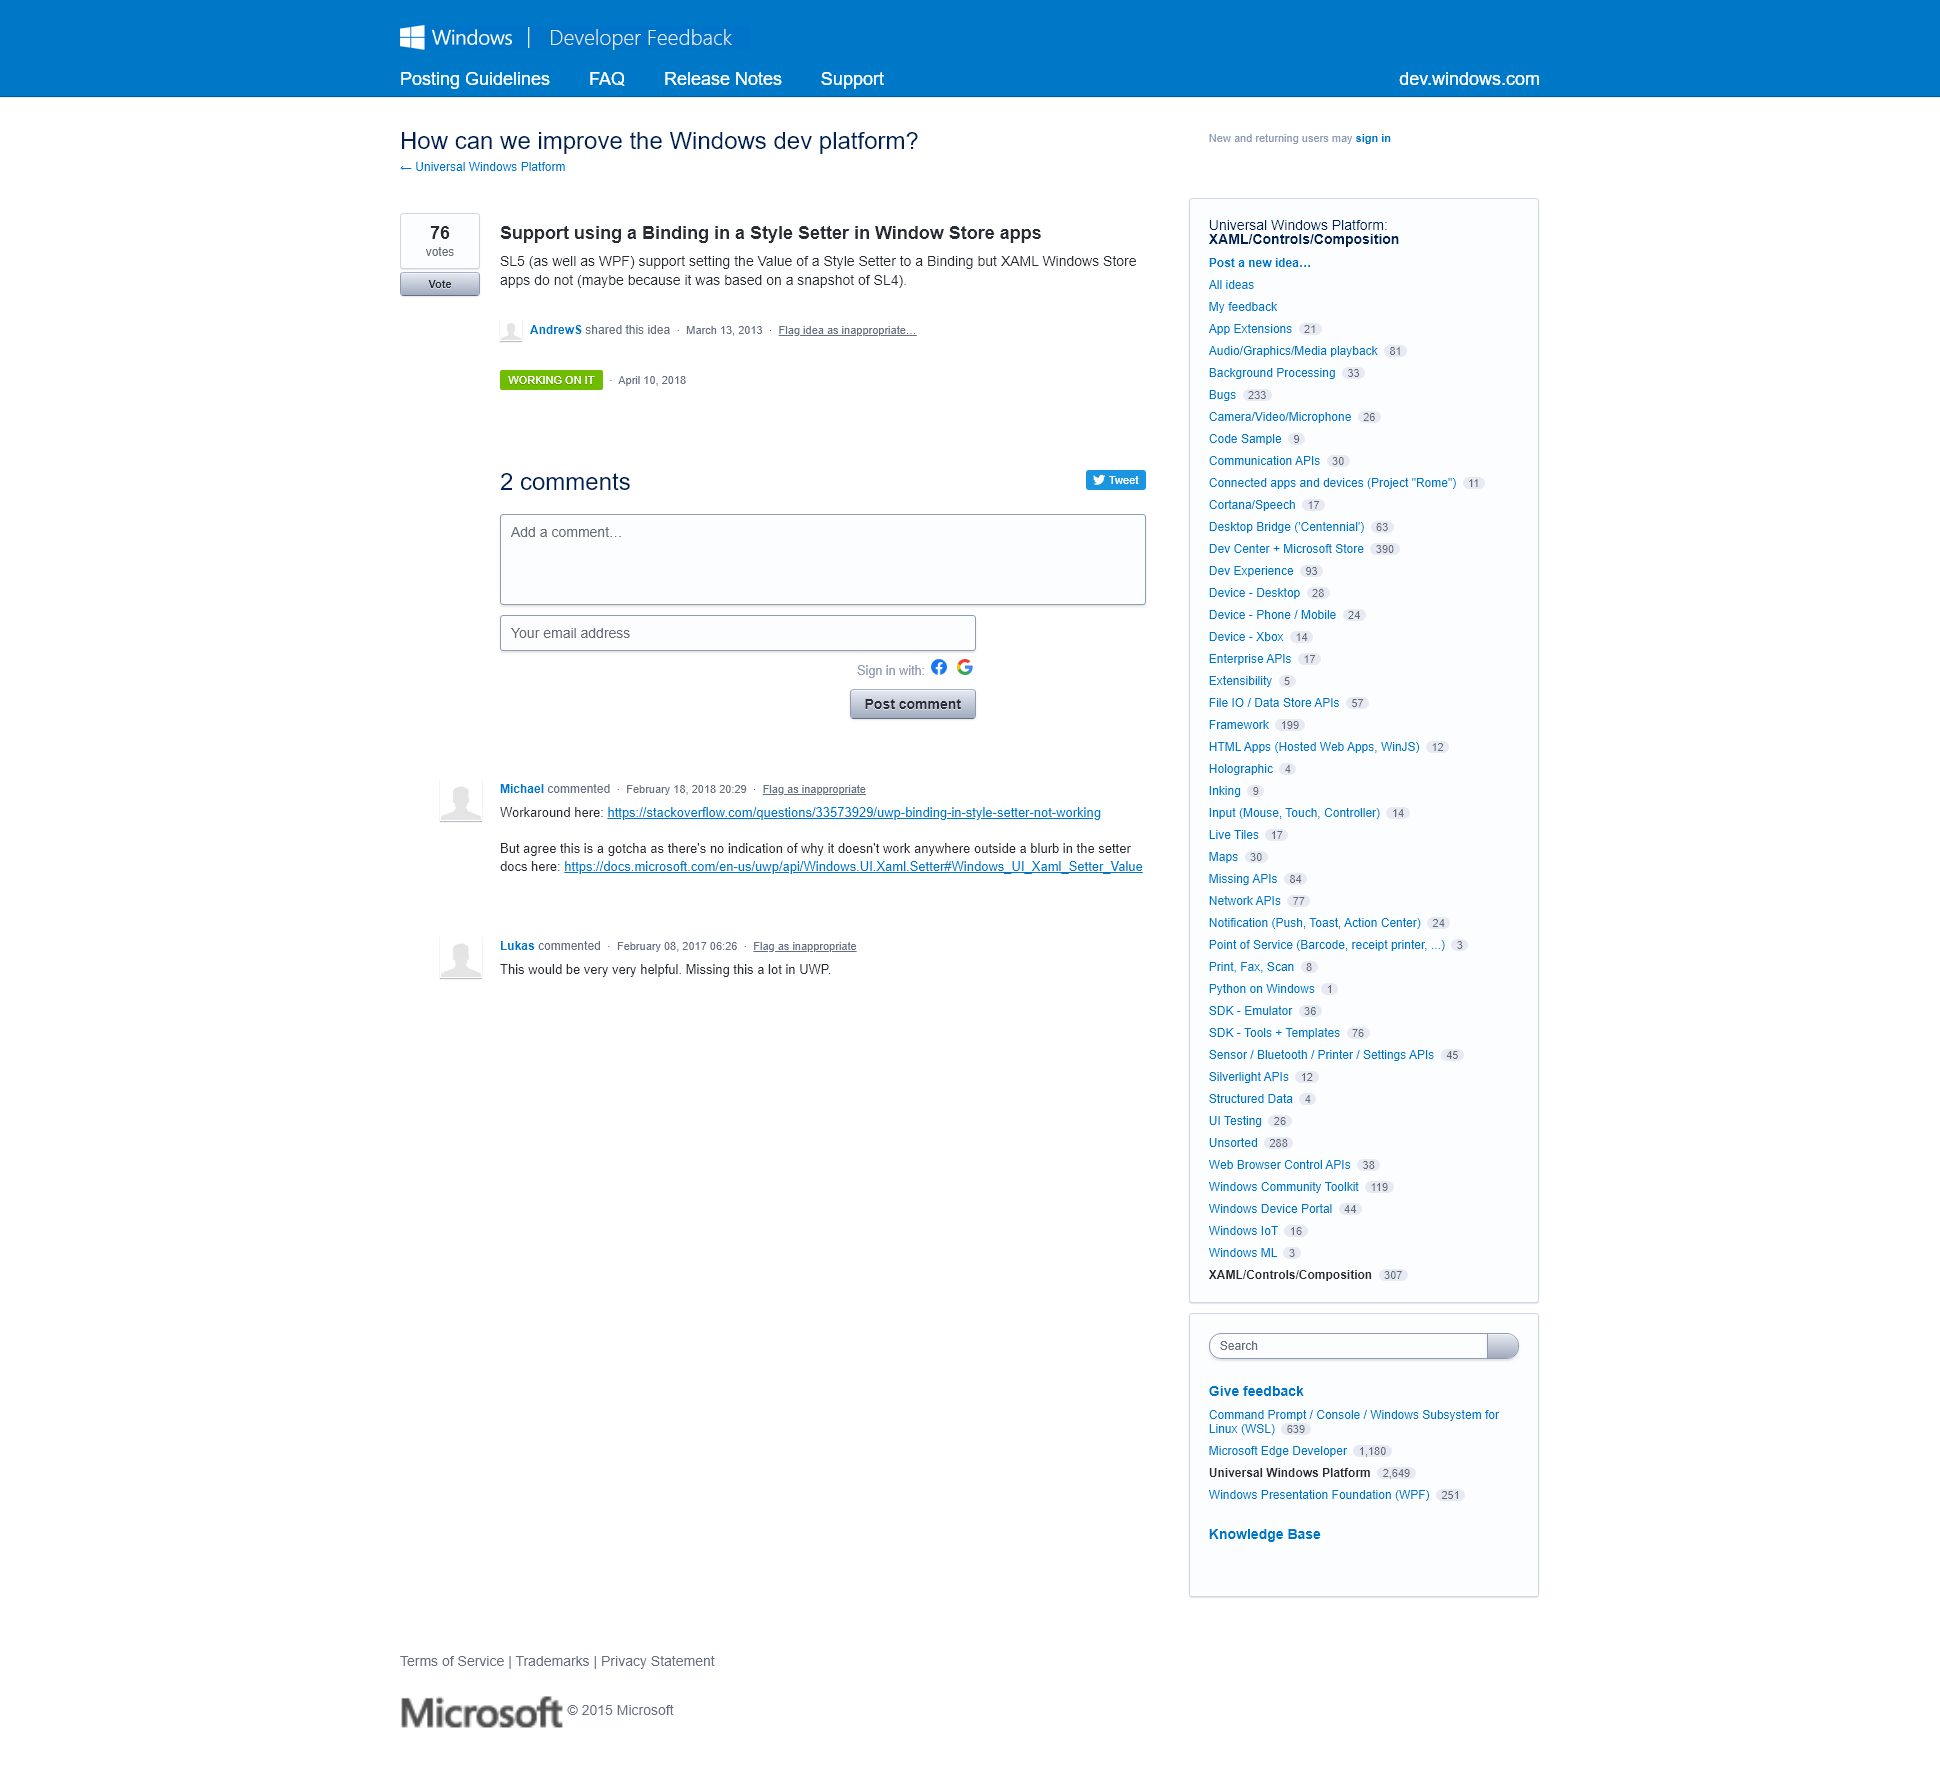 Windows | Developer Feedback
Posting Guidelines FAQ Release Notes Support dev.windows.com
How can we improve the Windows dev platform?
← Universal Windows Platform
New and returning users may sign in
76
votes
Vote
Support using a Binding in a Style Setter in Window Store apps
SL5 (as well as WPF) support setting the Value of a Style Setter to a Binding but XAML Windows Store
apps do not (maybe because it was based on a snapshot of SL4).
AndrewS shared this idea · March 13, 2013 · Flag idea as inappropriate…
WORKING ON IT · April 10, 2018
2 comments
Tweet
Add a comment…
Your email address
Sign in with:
Post comment
Michael commented · February 18, 2018 20:29 · Flag as inappropriate
Workaround here: https://stackoverflow.com/questions/33573929/uwp-binding-in-style-setter-not-working
But agree this is a gotcha as there's no indication of why it doesn't work anywhere outside a blurb in the setter
docs here: https://docs.microsoft.com/en-us/uwp/api/Windows.UI.Xaml.Setter#Windows_UI_Xaml_Setter_Value
Lukas commented · February 08, 2017 06:26 · Flag as inappropriate
This would be very very helpful. Missing this a lot in UWP.
Universal Windows Platform:
XAML/Controls/Composition
Post a new idea…
All ideas
My feedback
App Extensions 21
Audio/Graphics/Media playback 81
Background Processing 33
Bugs 233
Camera/Video/Microphone 26
Code Sample 9
Communication APIs 30
Connected apps and devices (Project "Rome") 11
Cortana/Speech 17
Desktop Bridge ('Centennial') 63
Dev Center + Microsoft Store 390
Dev Experience 93
Device - Desktop 28
Device - Phone / Mobile 24
Device - Xbox 14
Enterprise APIs 17
Extensibility 5
File IO / Data Store APIs 57
Framework 199
HTML Apps (Hosted Web Apps, WinJS) 12
Holographic 4
Inking 9
Input (Mouse, Touch, Controller) 14
Live Tiles 17
Maps 30
Missing APIs 84
Network APIs 77
Notification (Push, Toast, Action Center) 24
Point of Service (Barcode, receipt printer, ...) 3
Print, Fax, Scan 8
Python on Windows 1
SDK - Emulator 36
SDK - Tools + Templates 76
Sensor / Bluetooth / Printer / Settings APIs 45
Silverlight APIs 12
Structured Data 4
UI Testing 26
Unsorted 288
Web Browser Control APIs 38
Windows Community Toolkit 119
Windows Device Portal 44
Windows IoT 16
Windows ML 3
XAML/Controls/Composition 307
Search
Give feedback
Command Prompt / Console / Windows Subsystem for
Linux (WSL) 639
Microsoft Edge Developer 1,180
Universal Windows Platform 2,649
Windows Presentation Foundation (WPF) 251
Knowledge Base
Terms of Service | Trademarks | Privacy Statement
Microsoft © 2015 Microsoft